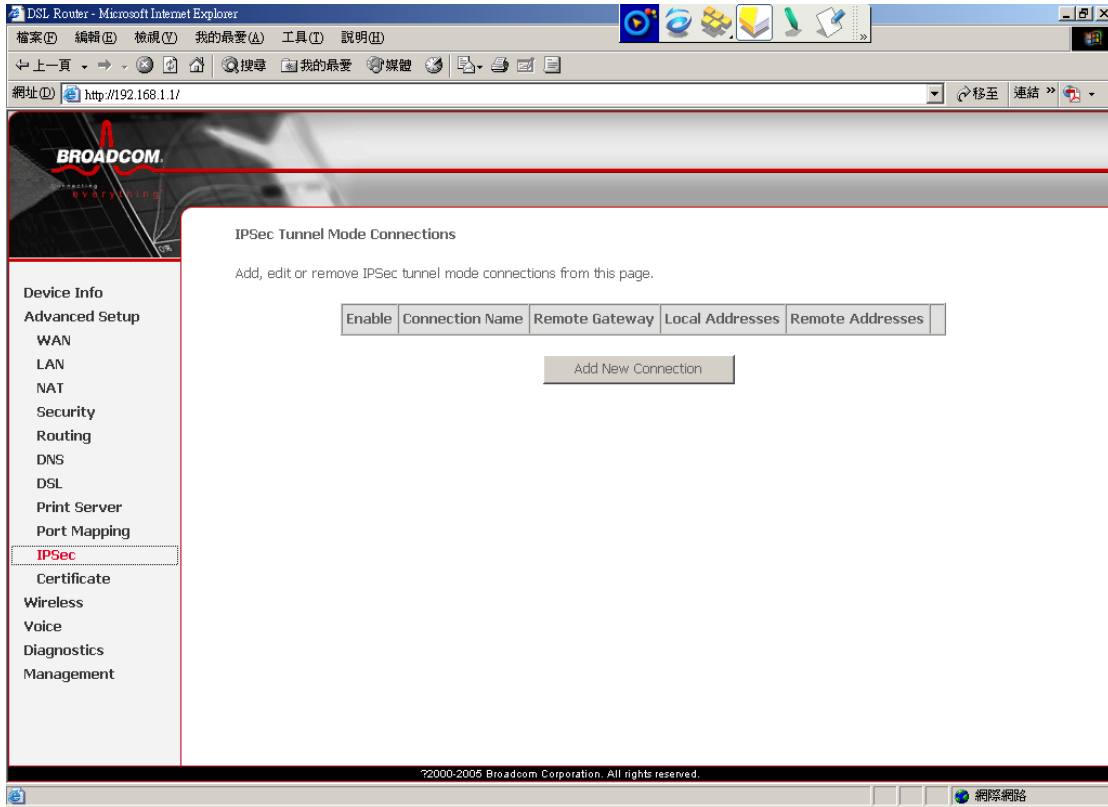 DSL Router - Microsoft Internet Explorer
檔案(F) 編輯(E) 檢視(V) 我的最愛(A) 工具(T) 說明(H)
上一頁 搜尋 我的最愛 媒體
網址(D) http://192.168.1.1/ 移至 連結 »
BROADCOM.
Connecting
everything
IPSec Tunnel Mode Connections
Add, edit or remove IPSec tunnel mode connections from this page.
Enable Connection Name Remote Gateway Local Addresses Remote Addresses
Add New Connection
Device Info
Advanced Setup
WAN
LAN
NAT
Security
Routing
DNS
DSL
Print Server
Port Mapping
IPSec
Certificate
Wireless
Voice
Diagnostics
Management
?2000-2005 Broadcom Corporation. All rights reserved.
網際網路